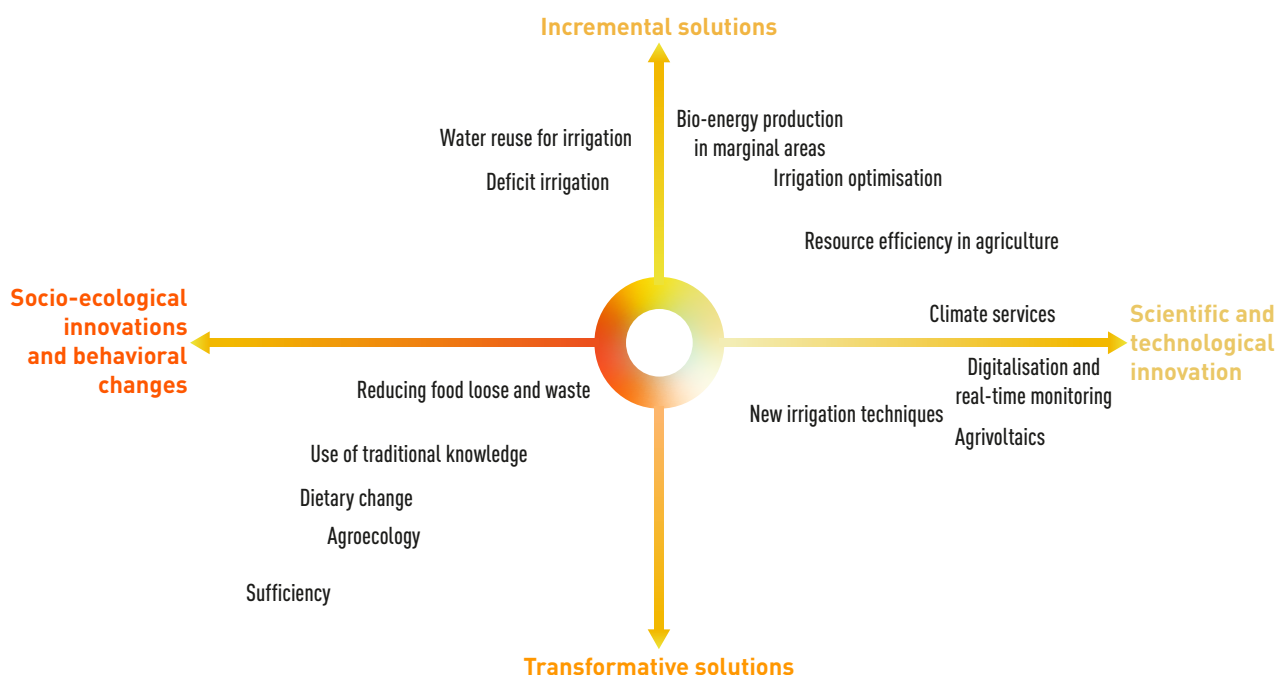 Incremental solutions
Bio-energy production
in marginal areas
Water reuse for irrigation
Irrigation optimisation
Deficit irrigation
Resource efficiency in agriculture
Socio-ecological
innovations
and behavioral
changes
Climate services
Scientific and
technological
innovation
Digitalisation and
real-time monitoring
Reducing food loose and waste
New irrigation techniques
Agrivoltaics
Use of traditional knowledge
Dietary change
Agroecology
Sufficiency
Transformative solutions